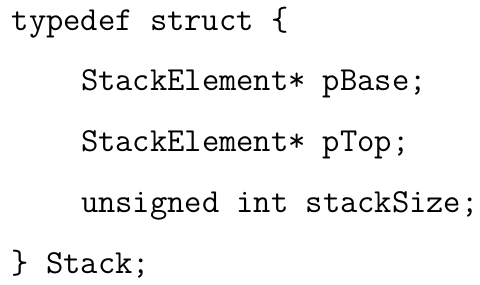 typedef struct {
    StackElement* pBase;
    StackElement* pTop;
    unsigned int stackSize;
} Stack;